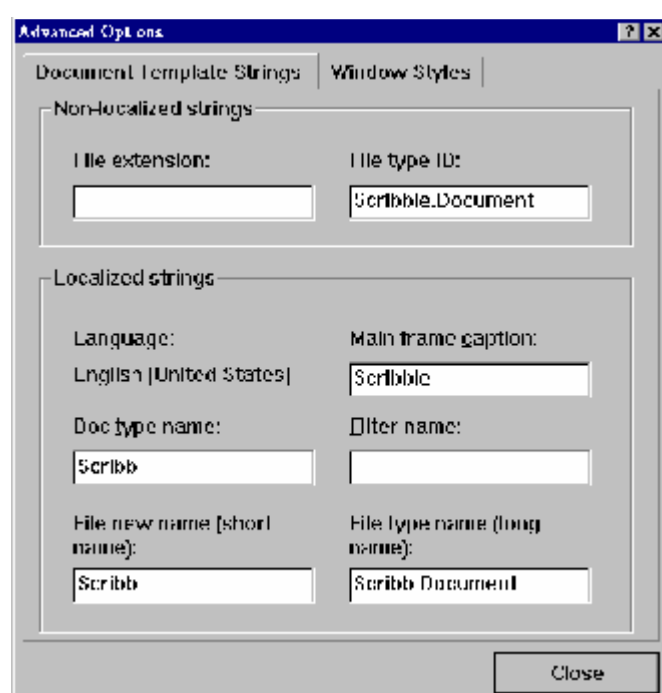 Advanced Options
Document Template Strings Window Styles
Non-localized strings
File extension: File type ID:
Scribble.Document
Localized strings
Language: Main frame caption:
English [United States] Scribble
Doc type name: Filter name:
Scribb
File new name (short File type name (long
name): name):
Scribb Scribb Document
Close